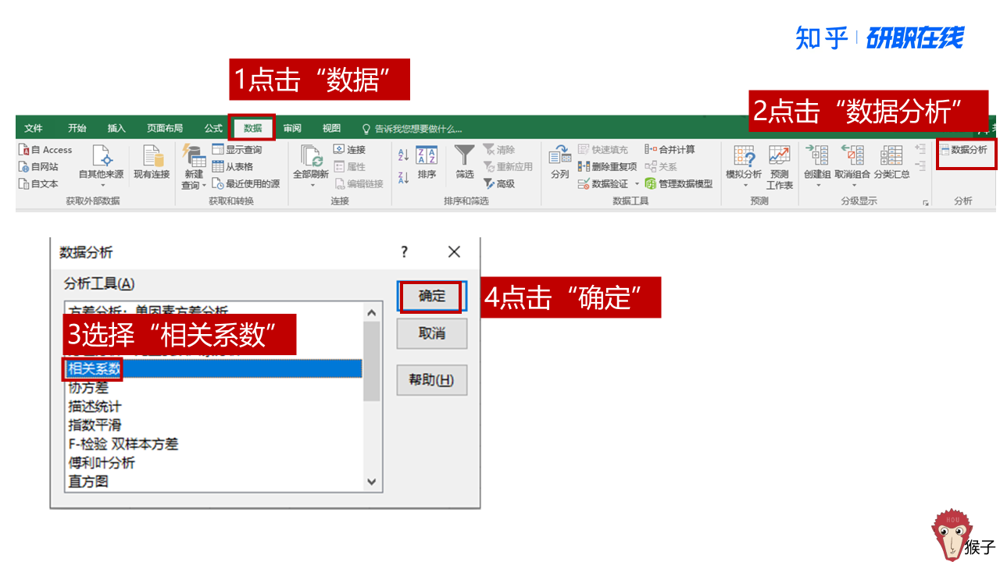 知乎 研职在线
1点击“数据”
2点击“数据分析”
文件 开始 插入 页面布局 公式 数据 审阅 视图 告诉我您想要做什么...
自 Access
自网站
自文本
自其他来源
现有连接
获取外部数据
新建
查询
显示查询
从表格
最近使用的源
获取和转换
全部刷新
连接
属性
编辑链接
连接
排序
筛选
清除
重新应用
高级
排序和筛选
分列
快速填充
删除重复项
数据验证
合并计算
关系
管理数据模型
数据工具
模拟分析
预测
工作表
预测
创建组
取消组合
分类汇总
分级显示
数据分析
分析
数据分析 ?
分析工具(A)
方差分析：单因素方差分析
3选择“相关系数”
相关系数
协方差
描述统计
指数平滑
F-检验 双样本方差
傅利叶分析
直方图
确定
取消
帮助(H)
4点击“确定”
HOU
猴子